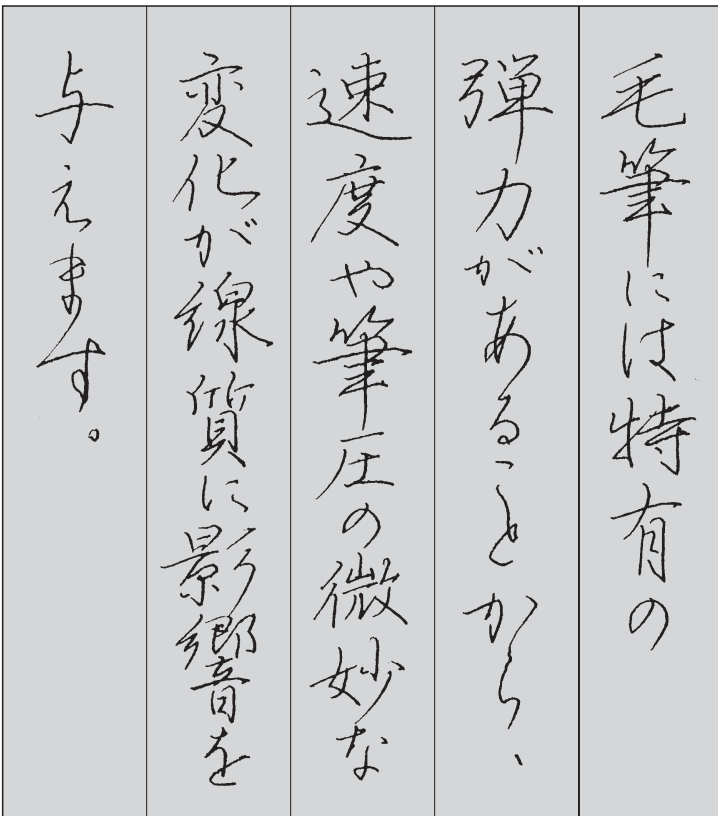 毛筆には特有の
弾力があることから、
速度や筆圧の微妙な
変化が線質に影響を
与えます。